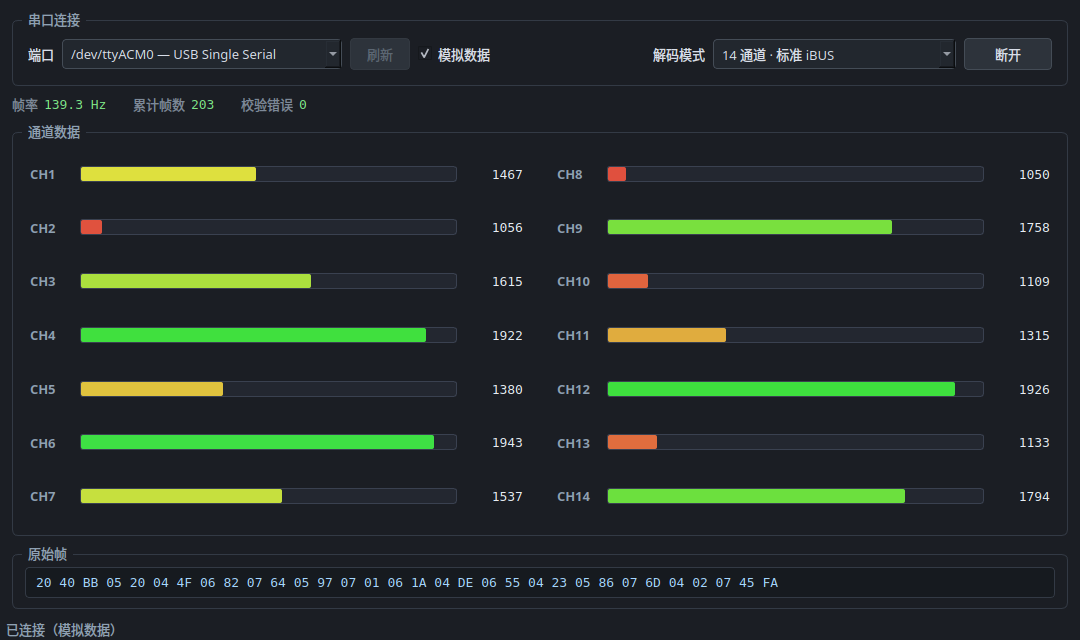 串口连接
端口 /dev/ttyACM0 — USB Single Serial 刷新 ✓ 模拟数据 解码模式 14 通道 · 标准 iBUS 断开
帧率 139.3 Hz 累计帧数 203 校验错误 0
通道数据
CH1 1467 CH8 1050
CH2 1056 CH9 1758
CH3 1615 CH10 1109
CH4 1922 CH11 1315
CH5 1380 CH12 1926
CH6 1943 CH13 1133
CH7 1537 CH14 1794
原始帧
20 40 BB 05 20 04 4F 06 82 07 64 05 97 07 01 06 1A 04 DE 06 55 04 23 05 86 07 6D 04 02 07 45 FA
已连接（模拟数据）